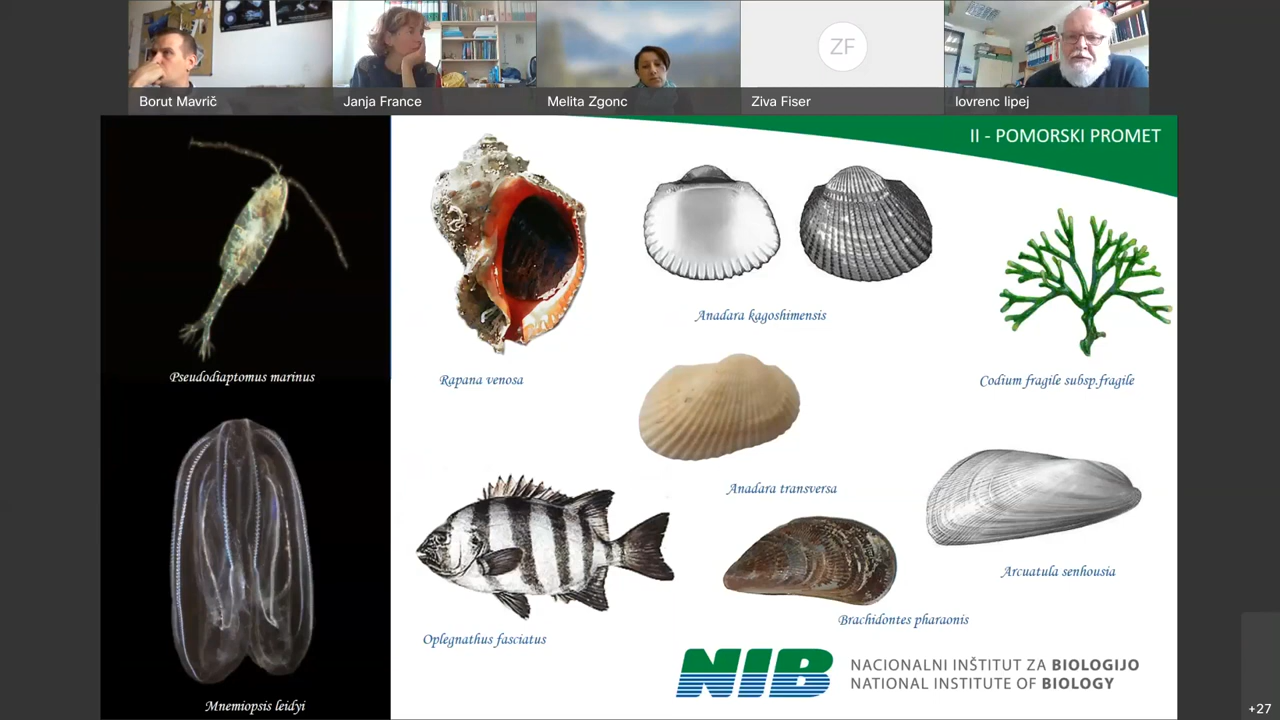 ZF
Borut Mavrič
Janja France
Melita Zgonc
Ziva Fiser
lovrenc lipej
II - POMORSKI PROMET
Pseudodiaptomus marinus
Rapana venosa
Anadara kagoshimensis
Codium fragile subsp.fragile
Anadara transversa
Arcuatula senhousia
Brachidontes pharaonis
Oplegnathus fasciatus
Mnemiopsis leidyi
NIB
NACIONALNI INŠTITUT ZA BIOLOGIJO
NATIONAL INSTITUTE OF BIOLOGY
+27